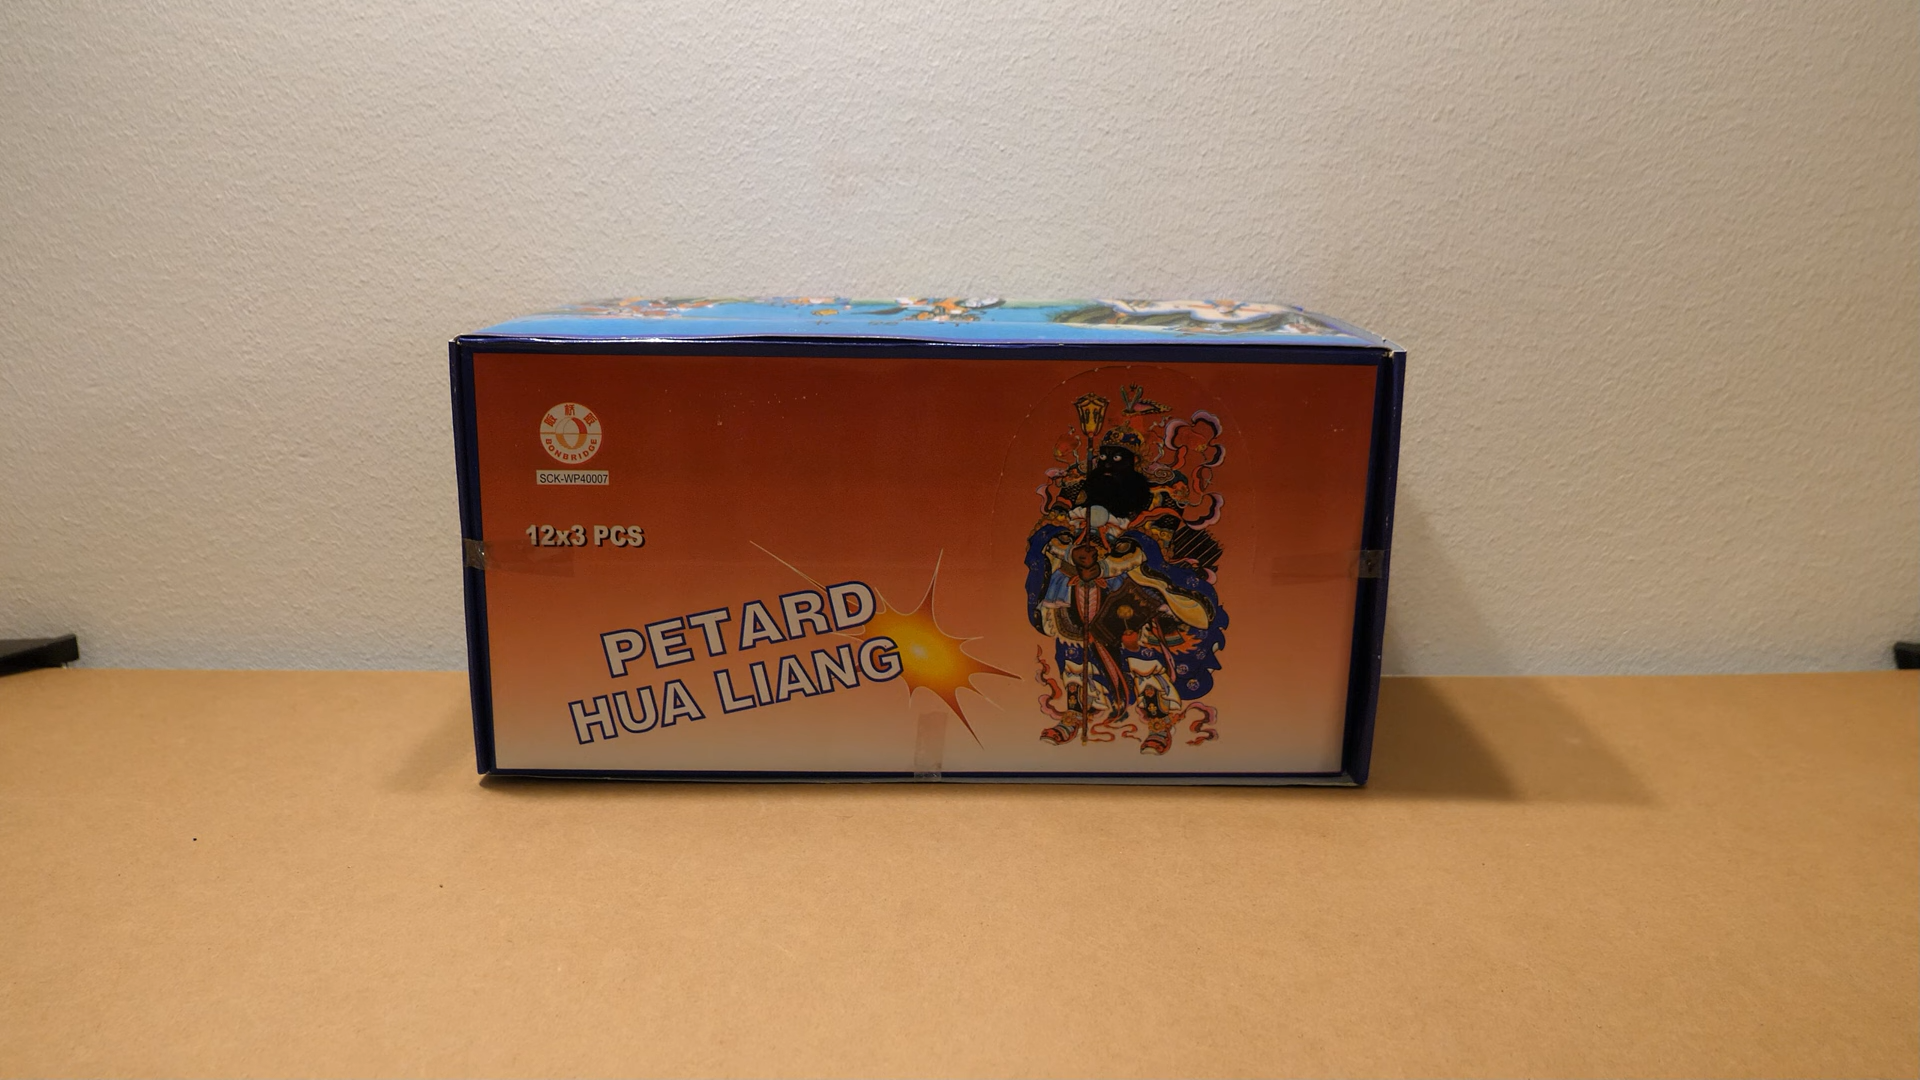 BONBRIDGE
SCK-WP40007
12x3 PCS
PETARD
HUA LIANG